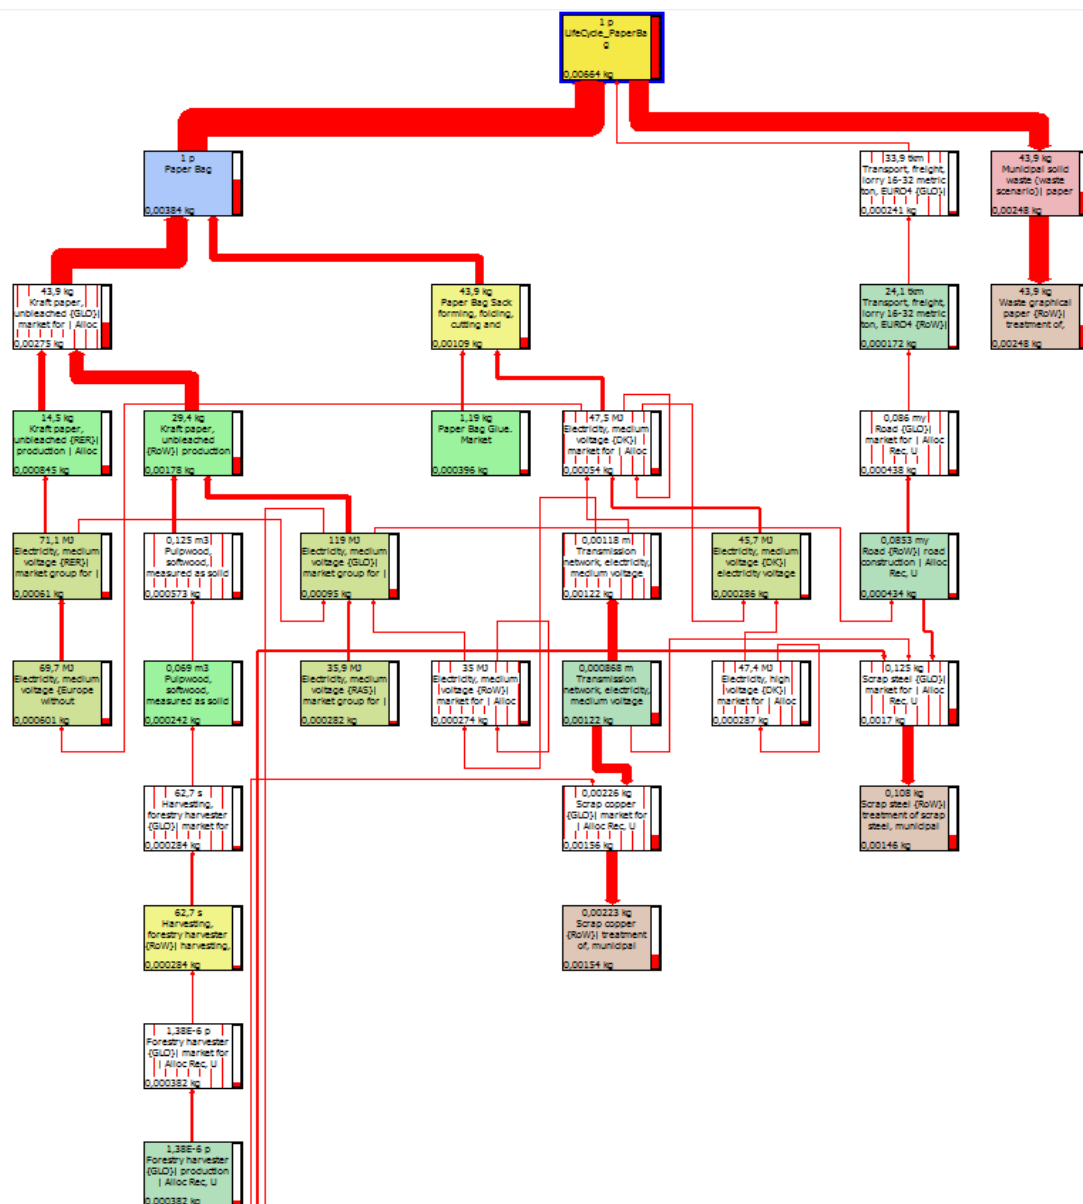 1 p
LifeCycle_PaperBa
g
0,00664 kg
1 p
Paper Bag
0,00384 kg
33,9 tkm
Transport, freight,
lorry 16-32 metric
ton, EURO4 {GLO}|
0,000241 kg
43,9 kg
Municipal solid
waste (waste
scenario)| paper
0,00248 kg
43,9 kg
Kraft paper,
unbleached {GLO}|
market for | Alloc
0,00275 kg
43,9 kg
Paper Bag Sack
forming, folding,
cutting and
0,00109 kg
24,1 tkm
Transport, freight,
lorry 16-32 metric
ton, EURO4 {RoW}|
0,000172 kg
43,9 kg
Waste graphical
paper {RoW}|
treatment of,
0,00248 kg
14,5 kg
Kraft paper,
unbleached {RER}|
production | Alloc
0,000845 kg
29,4 kg
Kraft paper,
unbleached
{RoW}| production
0,00178 kg
1,19 kg
Paper Bag Glue.
Market
0,000396 kg
47,5 MJ
Electricity, medium
voltage {DK}|
market for | Alloc
0,00054 kg
0,086 my
Road {GLO}|
market for | Alloc
Rec, U
0,000438 kg
71,1 MJ
Electricity, medium
voltage {RER}|
market group for |
0,00061 kg
0,125 m3
Pulpwood,
softwood,
measured as solid
0,000573 kg
119 MJ
Electricity, medium
voltage {GLO}|
market group for |
0,00095 kg
0,00118 m
Transmission
network, electricity,
medium voltage
0,00122 kg
45,7 MJ
Electricity, medium
voltage {DK}|
electricity voltage
0,000286 kg
0,0853 my
Road {RoW}| road
construction | Alloc
Rec, U
0,000434 kg
69,7 MJ
Electricity, medium
voltage {Europe
without
0,000601 kg
0,069 m3
Pulpwood,
softwood,
measured as solid
0,000242 kg
35,9 MJ
Electricity, medium
voltage {RAS}|
market group for |
0,000282 kg
35 MJ
Electricity, medium
voltage {RoW}|
market for | Alloc
0,000274 kg
0,000868 m
Transmission
network, electricity,
medium voltage
0,00122 kg
47,4 MJ
Electricity, high
voltage {DK}|
market for | Alloc
0,000287 kg
0,125 kg
Scrap steel {GLO}|
market for | Alloc
Rec, U
0,0017 kg
62,7 s
Harvesting,
forestry harvester
{GLO}| market for
0,000284 kg
0,00226 kg
Scrap copper
{GLO}| market for
| Alloc Rec, U
0,00156 kg
0,108 kg
Scrap steel {RoW}|
treatment of scrap
steel, municipal
0,00146 kg
62,7 s
Harvesting,
forestry harvester
{RoW}| harvesting,
0,000284 kg
0,00223 kg
Scrap copper
{RoW}| treatment
of, municipal
0,00154 kg
1,38E-6 p
Forestry harvester
{GLO}| market for
| Alloc Rec, U
0,000382 kg
1,38E-6 p
Forestry harvester
{GLO}| production
| Alloc Rec, U
0,000382 kg